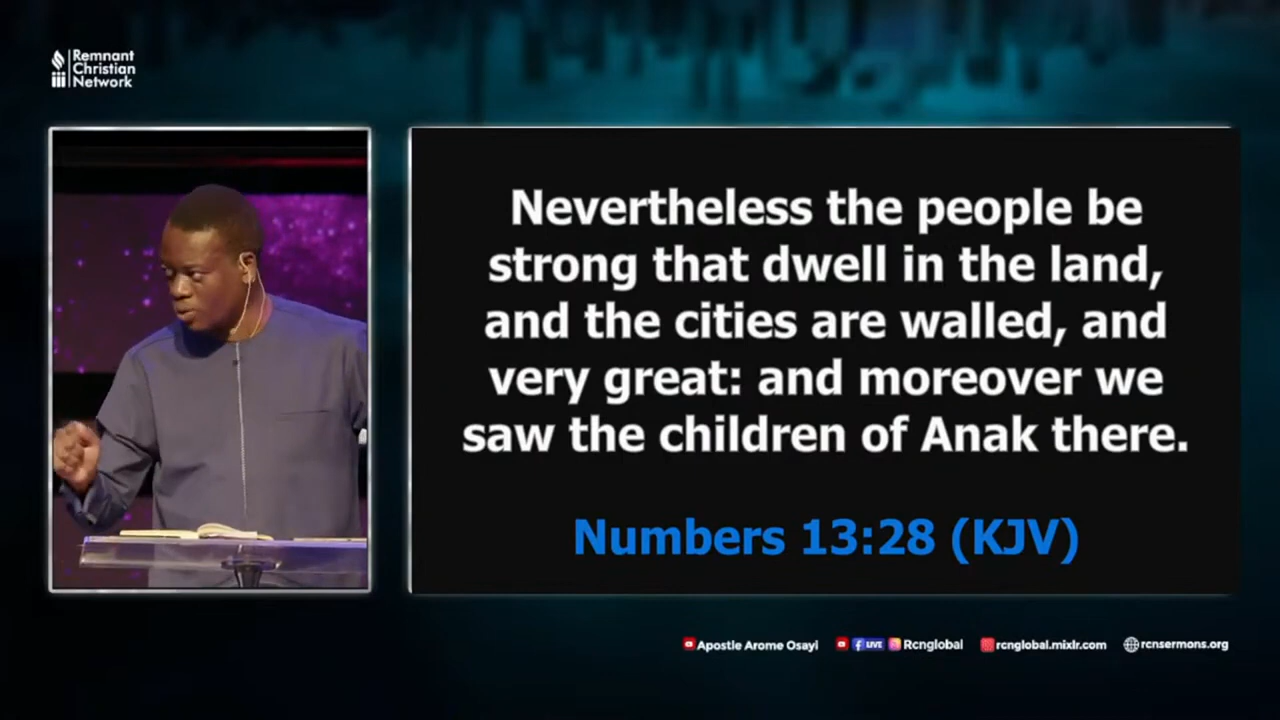 Remnant
Christian
Network
Nevertheless the people be
strong that dwell in the land,
and the cities are walled, and
very great: and moreover we
saw the children of Anak there.
Numbers 13:28 (KJV)
Apostle Arome Osayi
LIVE
Rcnglobal
rcnglobal.mixlr.com
rcnsermons.org